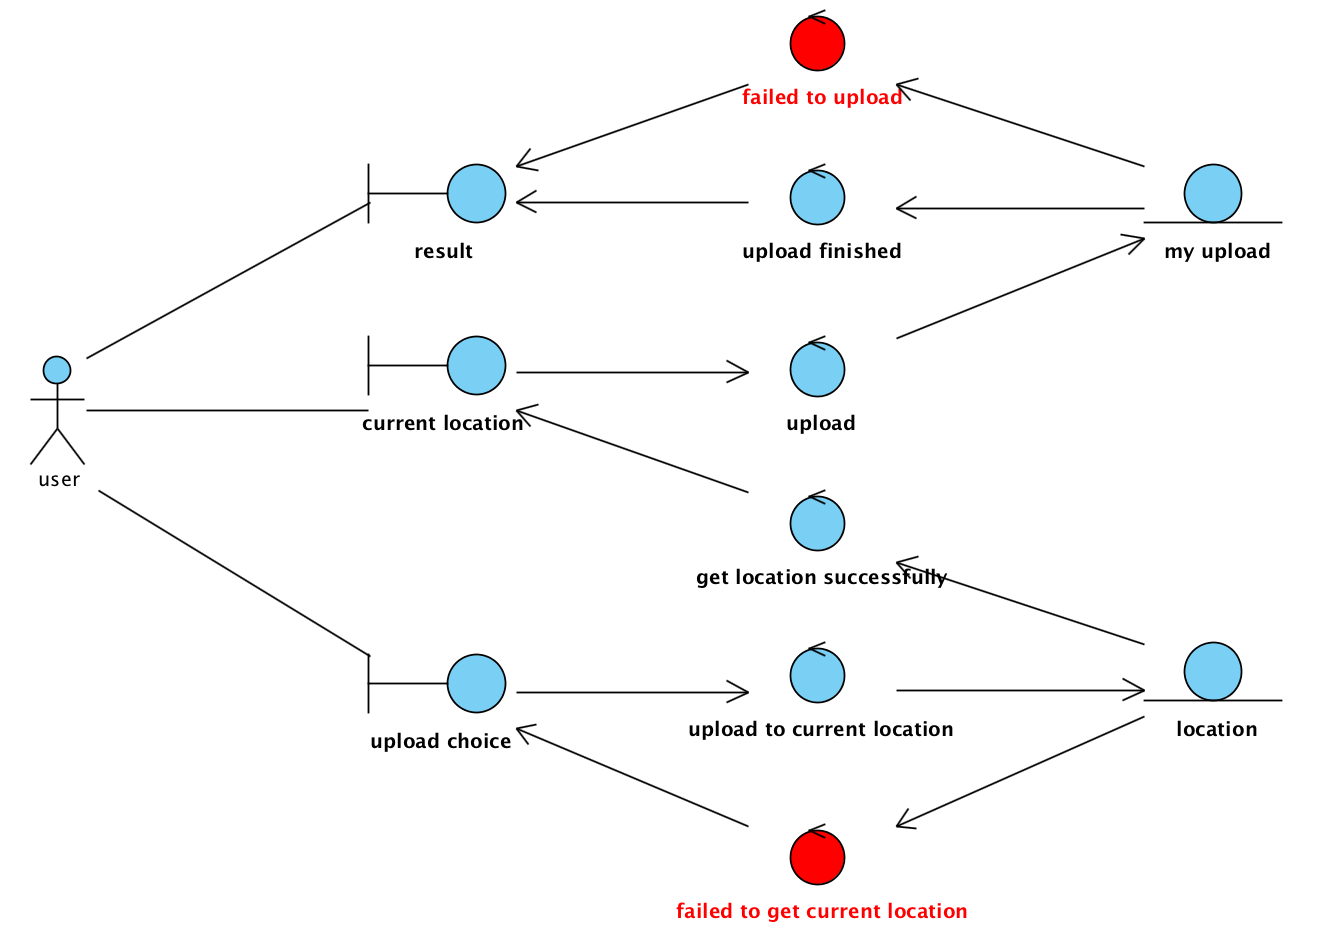 failed to upload
result
upload finished
my upload
current location
upload
user
get location successfully
upload choice
upload to current location
location
failed to get current location